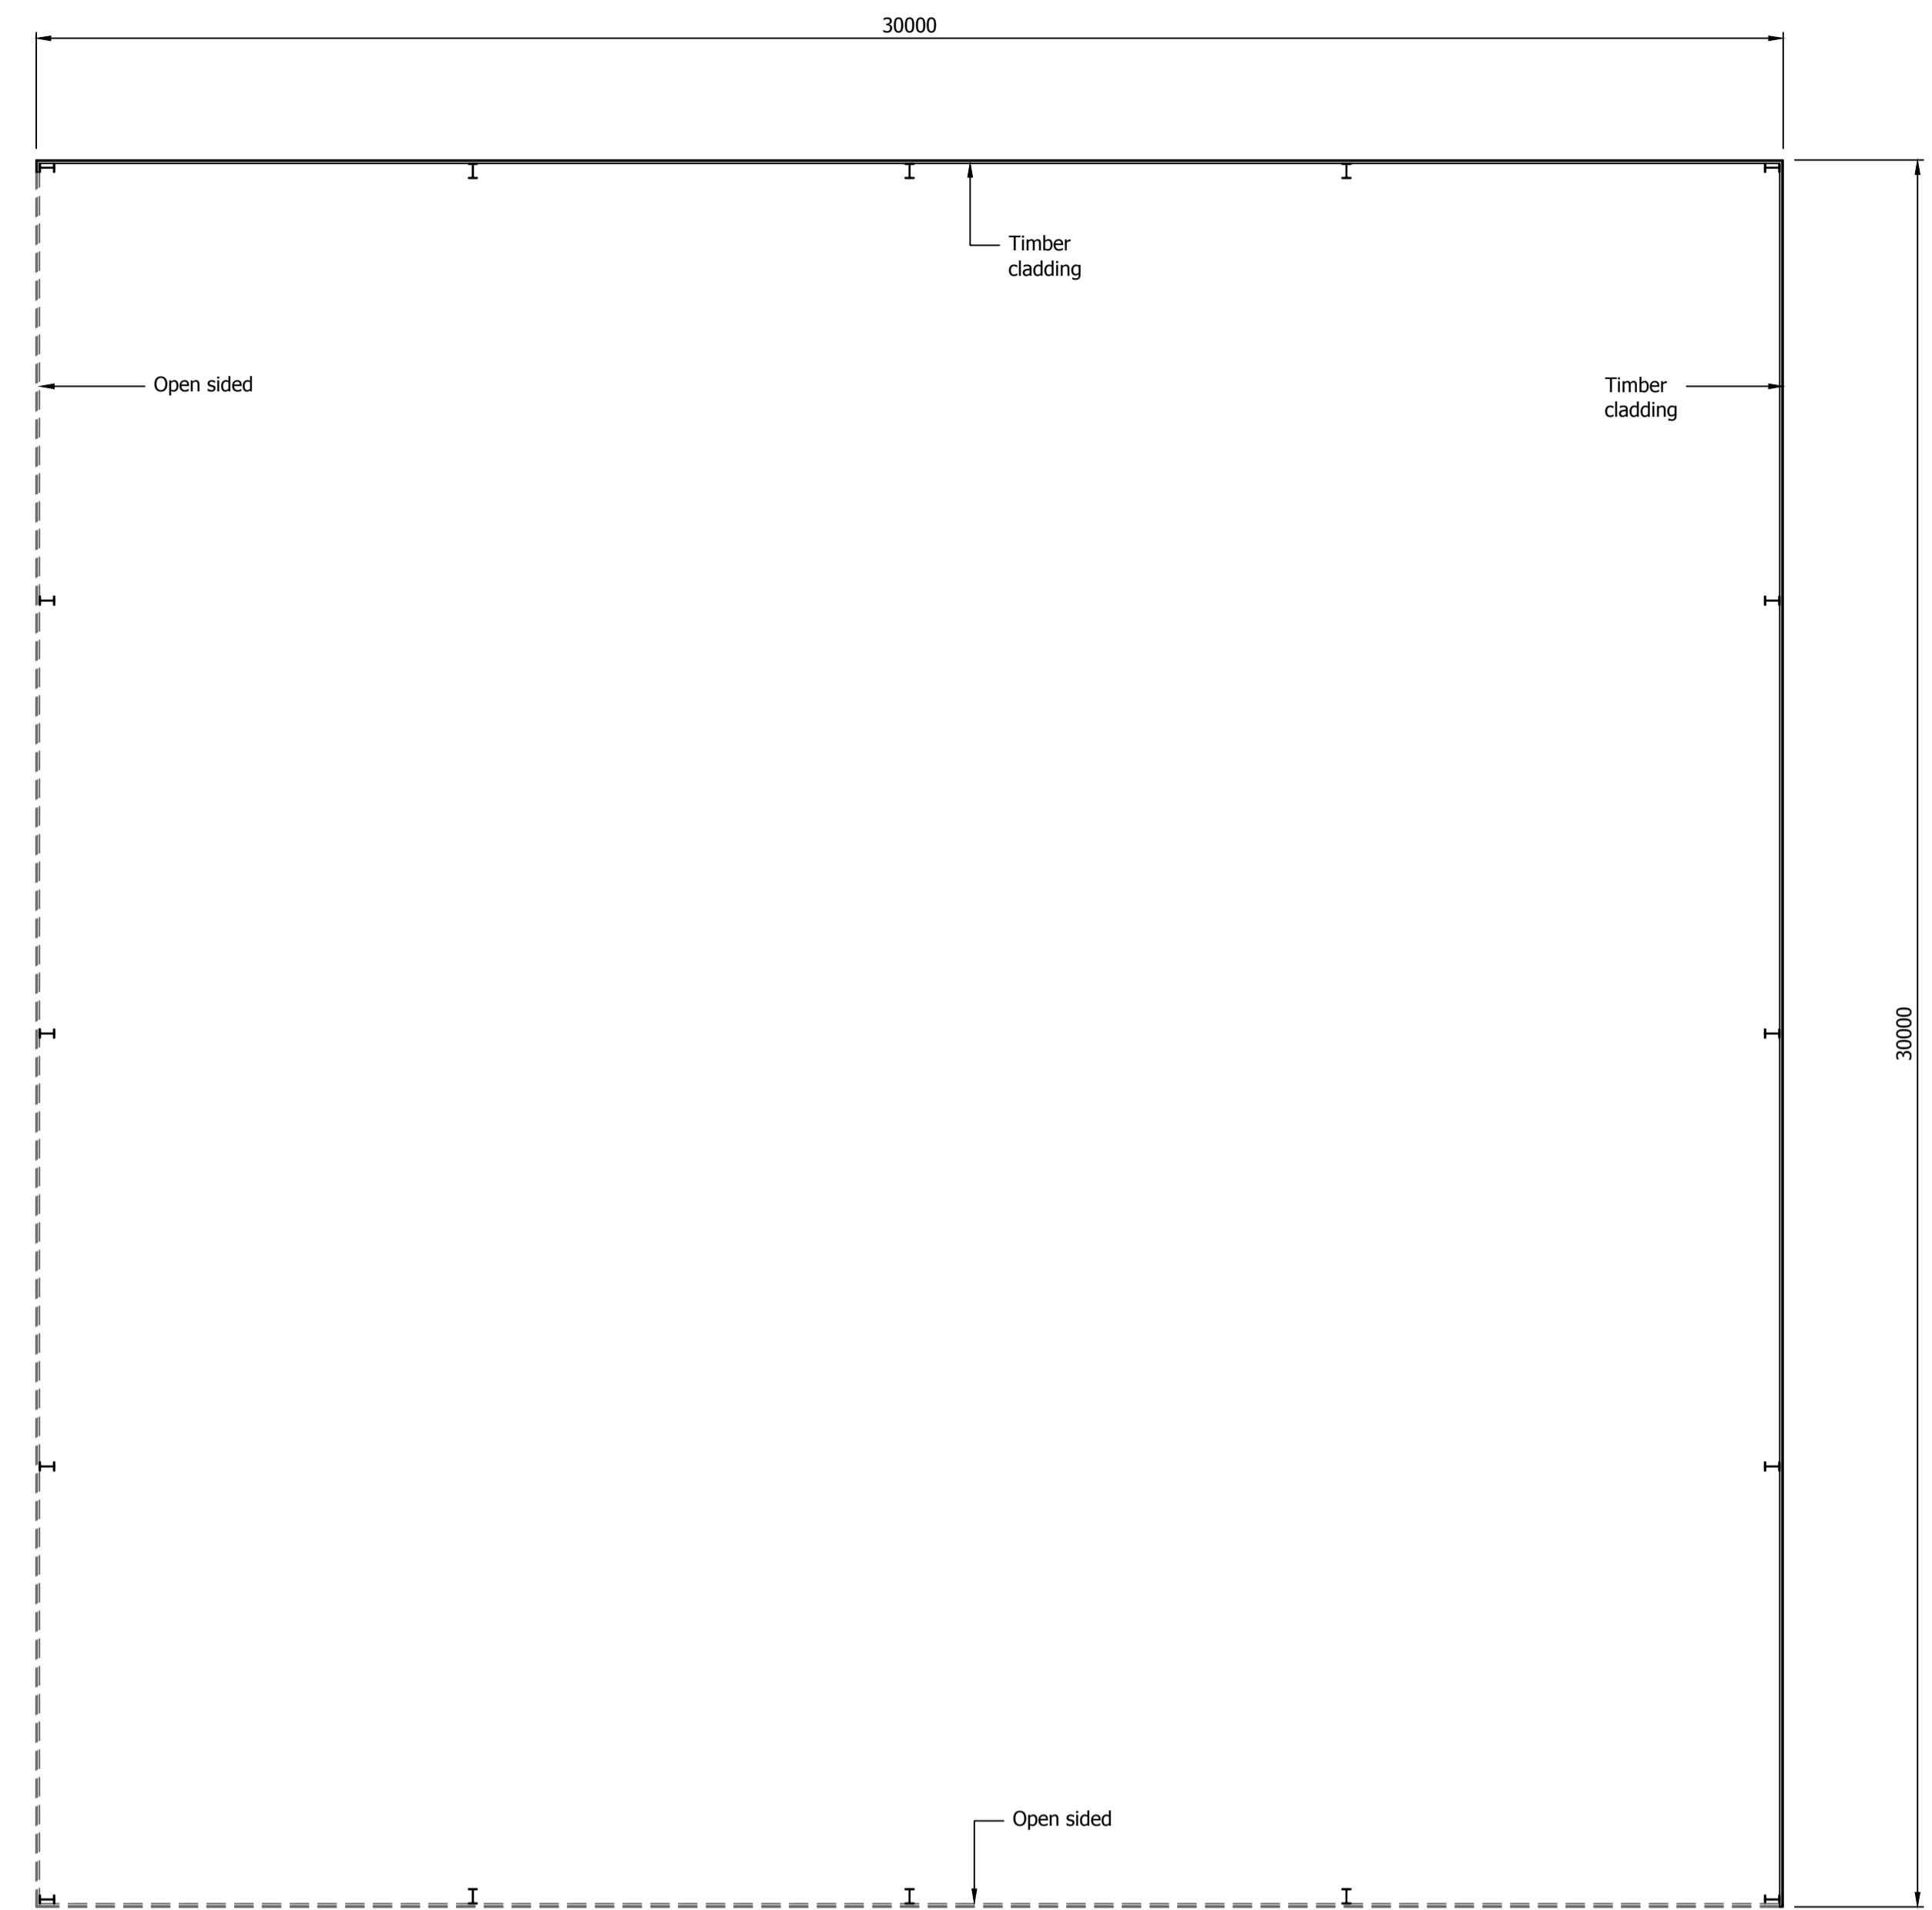 30000
Timber
cladding
Open sided
Timber
cladding
30000
Open sided